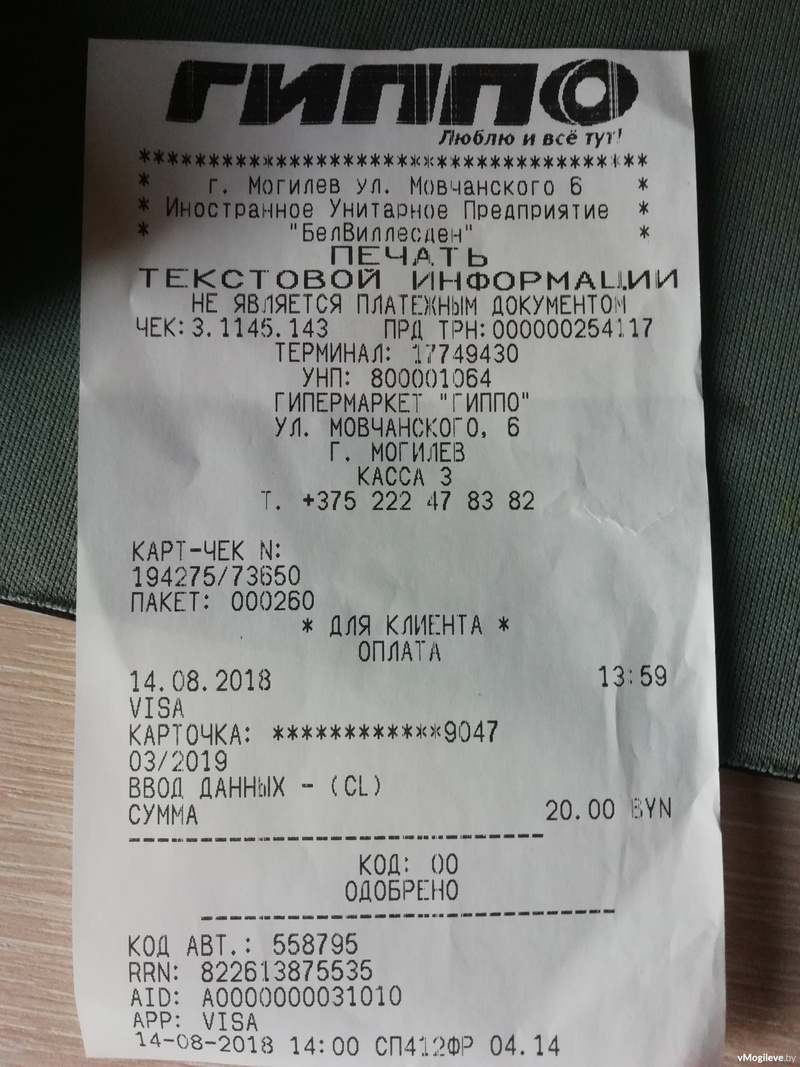 ГИППО
Люблю и всё тут!
*************************************
* г. Могилев ул. Мовчанского 6 *
* Иностранное Унитарное Предприятие *
* "БелВиллесден" *
ПЕЧАТЬ
ТЕКСТОВОЙ ИНФОРМАЦИИ
НЕ ЯВЛЯЕТСЯ ПЛАТЕЖНЫМ ДОКУМЕНТОМ
ЧЕК: 3.1145.143 ПРД ТРН:000000254117
ТЕРМИНАЛ: 17749430
УНП: 800001064
ГИПЕРМАРКЕТ "ГИППО"
УЛ. МОВЧАНСКОГО, 6
Г. МОГИЛЕВ
КАССА 3
Т. +375 222 47 83 82
КАРТ-ЧЕК N:
194275/73650
ПАКЕТ: 000260
* ДЛЯ КЛИЕНТА *
ОПЛАТА
14.08.2018 13:59
VISA
КАРТОЧКА: ************9047
03/2019
ВВОД ДАННЫХ - (CL)
СУММА 20.00 BYN
------------------------------
КОД: 00
ОДОБРЕНО
------------------------------
КОД АВТ.: 558795
RRN: 822613875535
AID: A0000000031010
APP: VISA
14-08-2018 14:00 СП412ФР 04.14
vMogileve.by